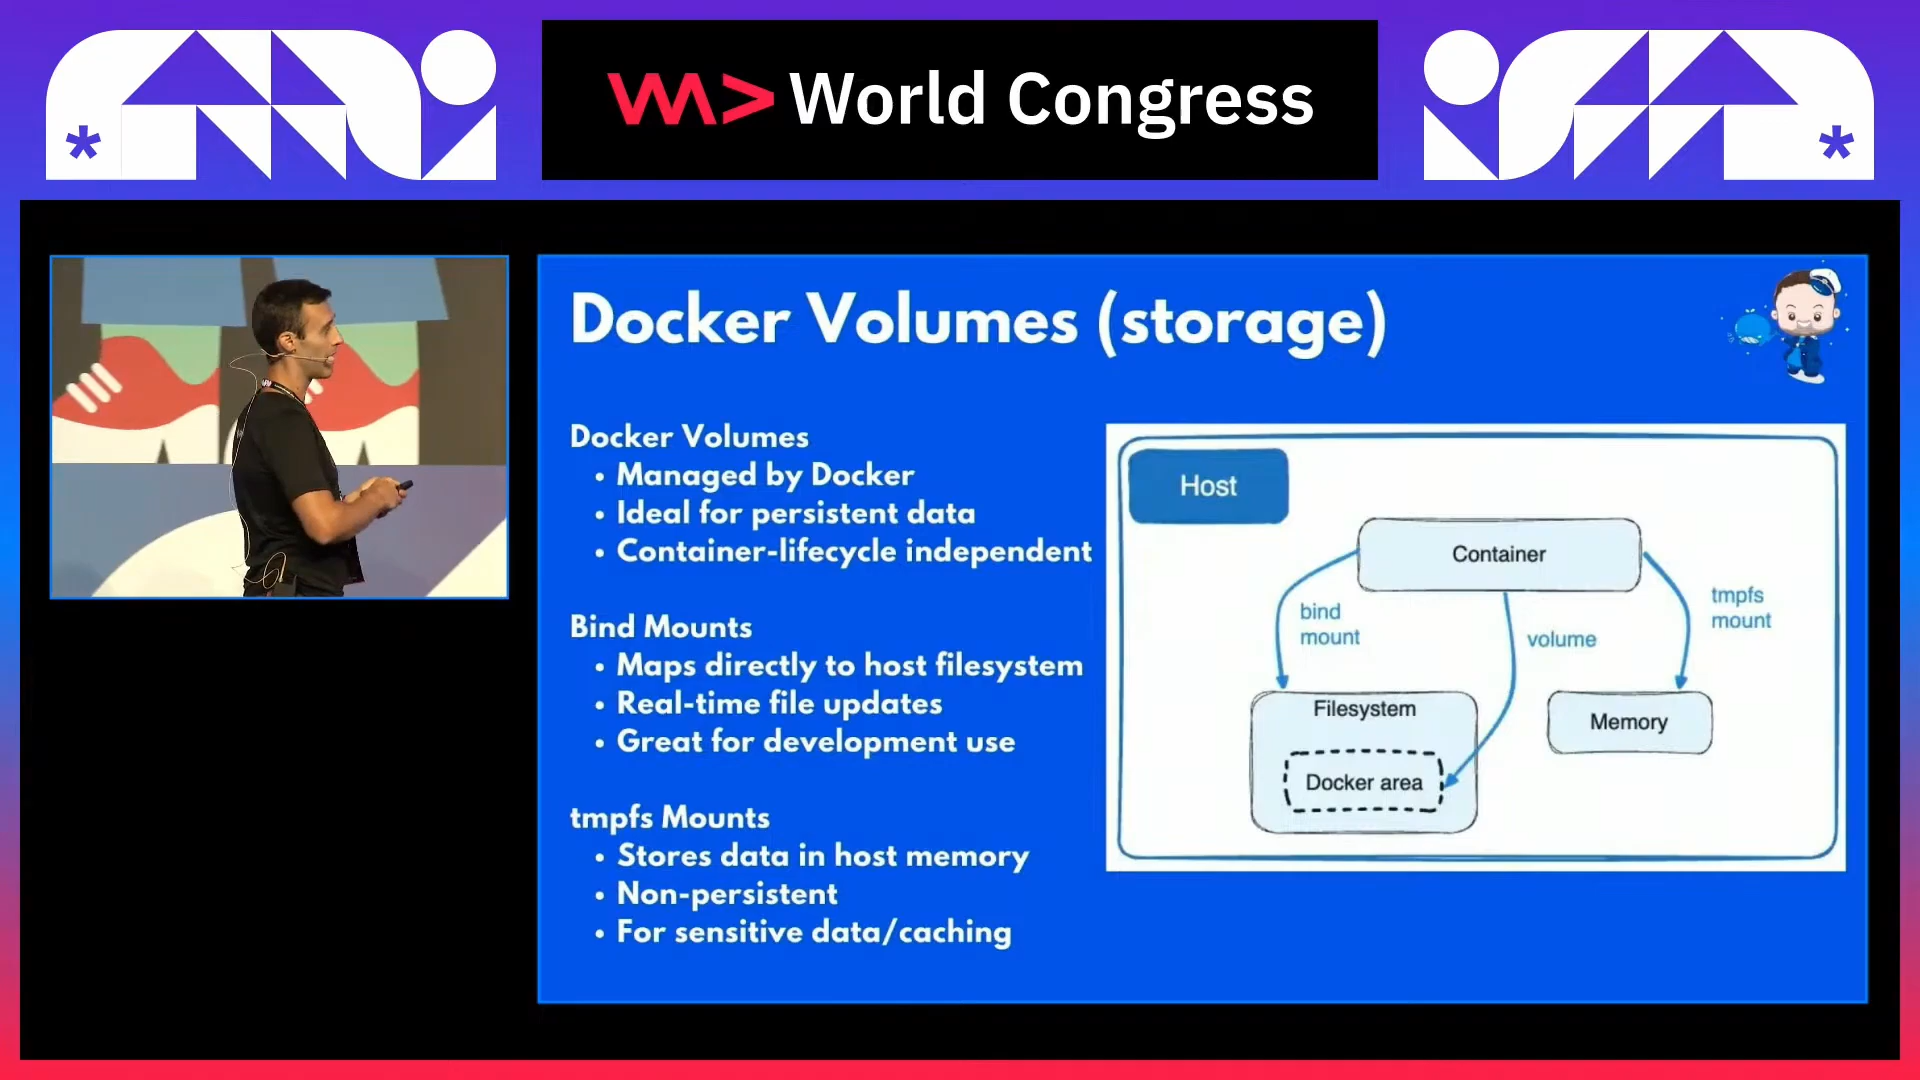 World Congress
Docker Volumes (storage)
Docker Volumes
• Managed by Docker
• Ideal for persistent data
• Container-lifecycle independent
Bind Mounts
• Maps directly to host filesystem
• Real-time file updates
• Great for development use
tmpfs Mounts
• Stores data in host memory
• Non-persistent
• For sensitive data/caching
Host
Container
bind
mount
volume
tmpfs
mount
Filesystem
Docker area
Memory